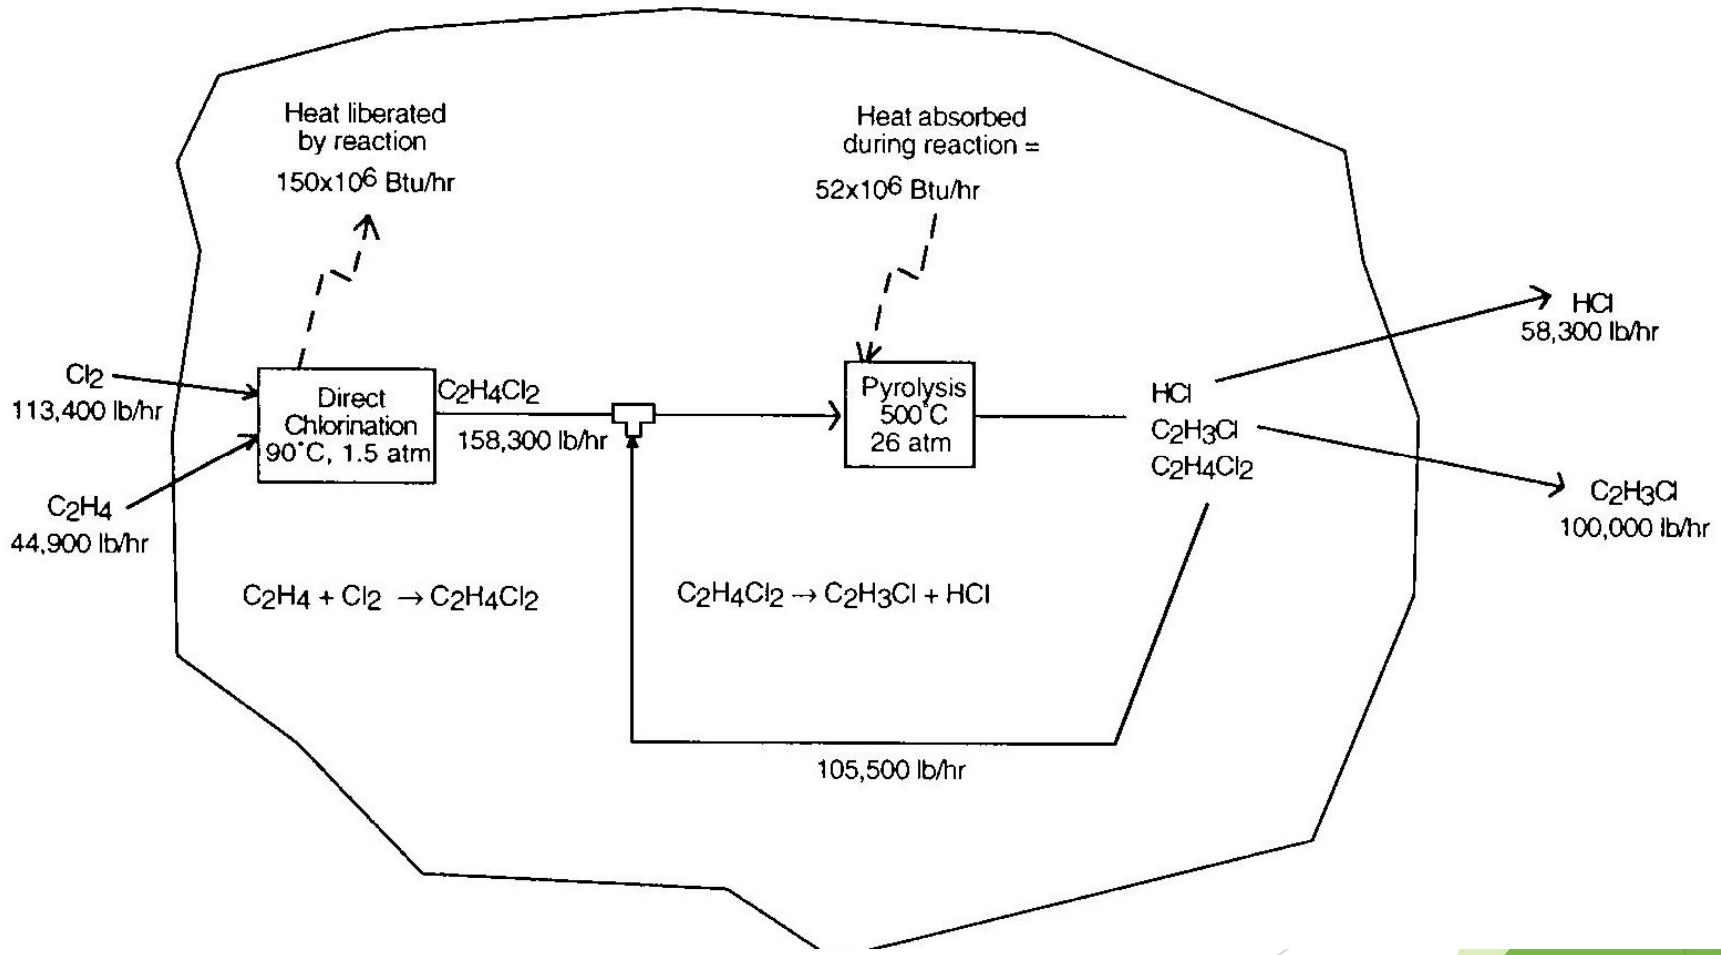 Heat liberated
by reaction
150x10⁶ Btu/hr
Heat absorbed
during reaction =
52x10⁶ Btu/hr
Cl₂
113,400 lb/hr
C₂H₄
44,900 lb/hr
Direct
Chlorination
90°C, 1.5 atm
C₂H₄Cl₂
158,300 lb/hr
Pyrolysis
500°C
26 atm
HCl
C₂H₃Cl
C₂H₄Cl₂
HCl
58,300 lb/hr
C₂H₃Cl
100,000 lb/hr
C₂H₄ + Cl₂ → C₂H₄Cl₂
C₂H₄Cl₂ → C₂H₃Cl + HCl
105,500 lb/hr